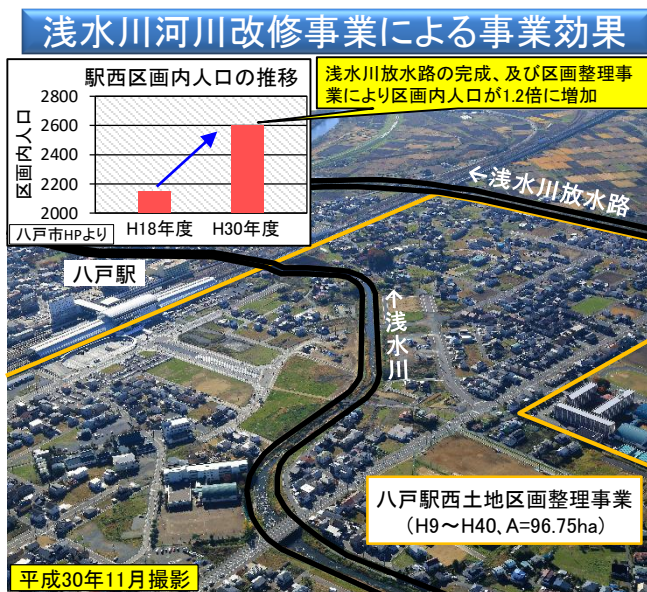 浅水川河川改修事業による事業効果
駅西区画内人口の推移
区画内人口
2800
2600
2400
2200
2000
H18年度 H30年度
八戸市HPより
浅水川放水路の完成、及び区画整理事
業により区画内人口が1.2倍に増加
←浅水川放水路
八戸駅
←浅水川
八戸駅西土地区画整理事業
(H9～H40、A=96.75ha)
平成30年11月撮影